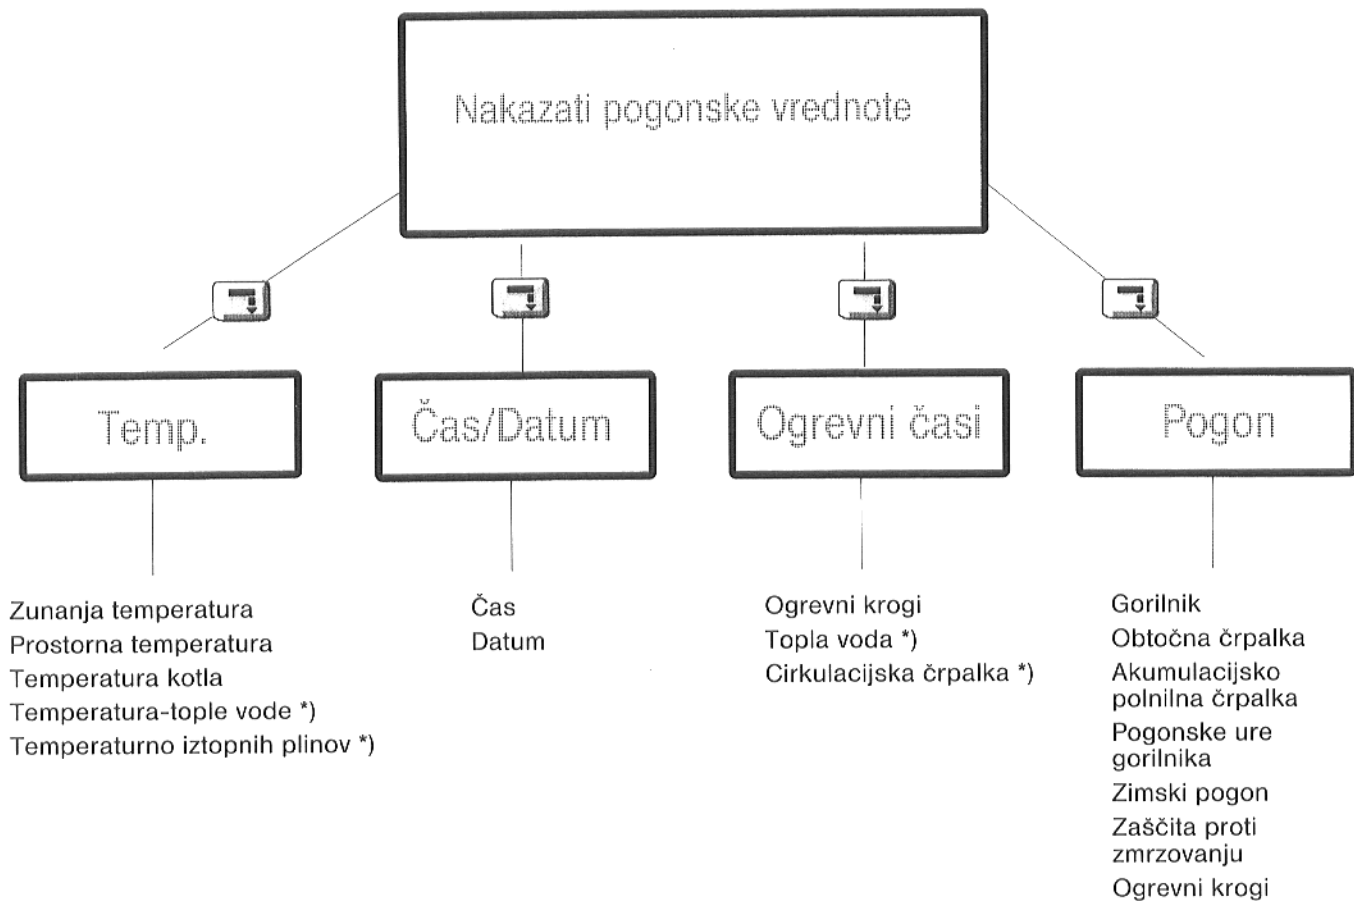 Nakazati pogonske vrednote
Temp.
Čas/Datum
Ogrevni časi
Pogon
Zunanja temperatura
Prostorna temperatura
Temperatura kotla
Temperatura-tople vode *)
Temperaturno iztopnih plinov *)
Čas
Datum
Ogrevni krogi
Topla voda *)
Cirkulacijska črpalka *)
Gorilnik
Obtočna črpalka
Akumulacijsko
polnilna črpalka
Pogonske ure
gorilnika
Zimski pogon
Zaščita proti
zmrzovanju
Ogrevni krogi